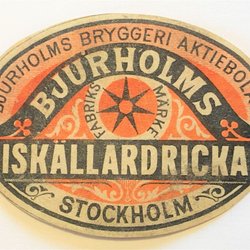 BJURHOLMS BRYGGERI AKTIEBOLAG
BJURHOLMS
FABRIKS MÄRKE
ISKÄLLARDRICKA
STOCKHOLM